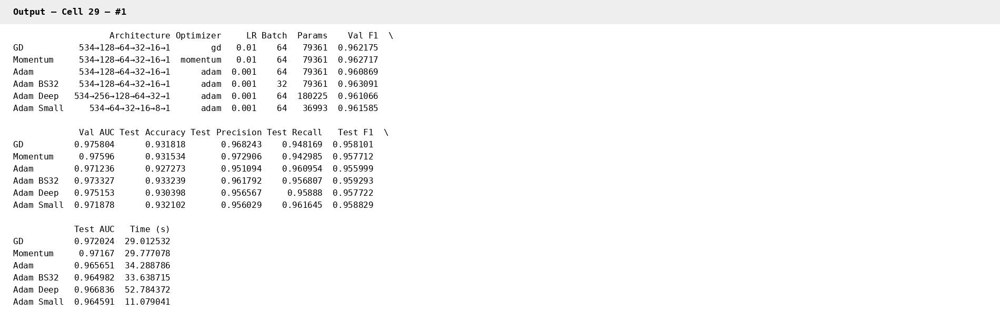 Output — Cell 29 — #1
Architecture Optimizer LR Batch Params Val F1 \
GD 534→128→64→32→16→1 gd 0.01 64 79361 0.962175
Momentum 534→128→64→32→16→1 momentum 0.01 64 79361 0.962717
Adam 534→128→64→32→16→1 adam 0.001 64 79361 0.960869
Adam BS32 534→128→64→32→16→1 adam 0.001 32 79361 0.963091
Adam Deep 534→256→128→64→32→1 adam 0.001 64 180225 0.961066
Adam Small 534→64→32→16→8→1 adam 0.001 64 36993 0.961585
Val AUC Test Accuracy Test Precision Test Recall Test F1 \
GD 0.975804 0.931818 0.968243 0.948169 0.958101
Momentum 0.97596 0.931534 0.972906 0.942985 0.957712
Adam 0.971236 0.927273 0.951094 0.960954 0.955999
Adam BS32 0.973327 0.933239 0.961792 0.956807 0.959293
Adam Deep 0.975153 0.930398 0.956567 0.95888 0.957722
Adam Small 0.971878 0.932102 0.956029 0.961645 0.958829
Test AUC Time (s)
GD 0.972024 29.012532
Momentum 0.97167 29.777078
Adam 0.965651 34.288786
Adam BS32 0.964982 33.638715
Adam Deep 0.966836 52.784372
Adam Small 0.964591 11.079041